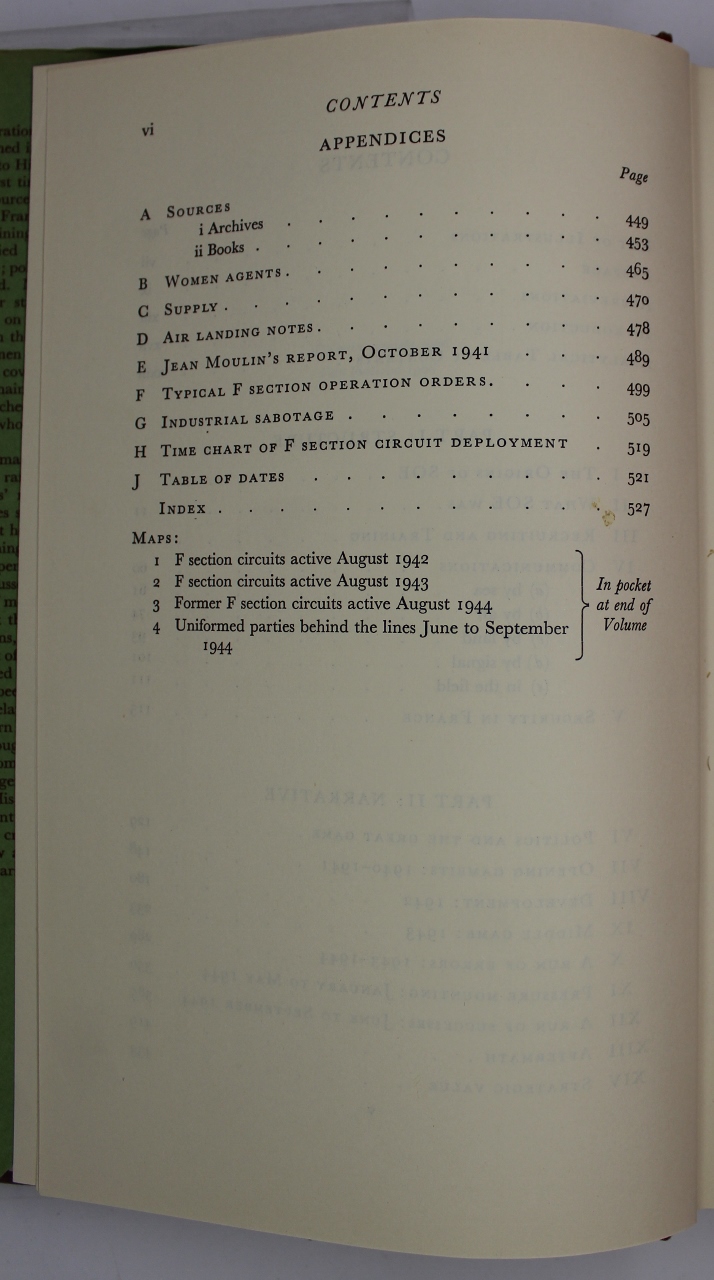 CONTENTS
vi
APPENDICES
Page
A SOURCES
i Archives . . . . . . . . . . 449
ii Books . . . . . . . . . . 453
B WOMEN AGENTS . . . . . . . . . . 465
C SUPPLY . . . . . . . . . . . . 470
D AIR LANDING NOTES . . . . . . . . . 478
E JEAN MOULIN'S REPORT, OCTOBER 1941 . . . 489
F TYPICAL F SECTION OPERATION ORDERS . . . . 499
G INDUSTRIAL SABOTAGE . . . . . . . . 505
H TIME CHART OF F SECTION CIRCUIT DEPLOYMENT . 519
J TABLE OF DATES . . . . . . . . . 521
INDEX . . . . . . . . . . . . 527
MAPS:
1 F section circuits active August 1942
2 F section circuits active August 1943
3 Former F section circuits active August 1944
4 Uniformed parties behind the lines June to September
1944
In pocket
at end of
Volume